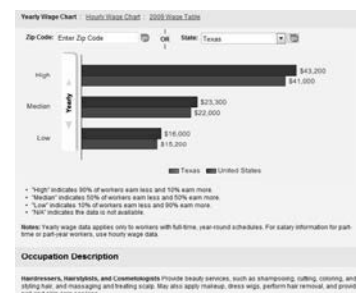 Yearly Wage Chart : Hourly Wage Chart : 2009 Wage Table
Zip Code: Enter Zip Code OR State: Texas
High $43,200
$41,000
Yearly
Median $23,300
$22,000
Low $16,000
$15,200
Texas United States
• "High" indicates 90% of workers earn less and 10% earn more.
• "Median" indicates 50% of workers earn less and 50% earn more.
• "Low" indicates 10% of workers earn less and 90% earn more.
• "N/A" indicates the data is not available.
Notes: Yearly wage data applies only to workers with full-time, year-round schedules. For salary information for part-
time or part-year workers, use hourly wage data.
Occupation Description
Hairdressers, Hairstylists, and Cosmetologists Provide beauty services, such as shampooing, cutting, coloring, and
styling hair, and massaging and treating scalp. May also apply makeup, dress wigs, perform hair removal, and provide